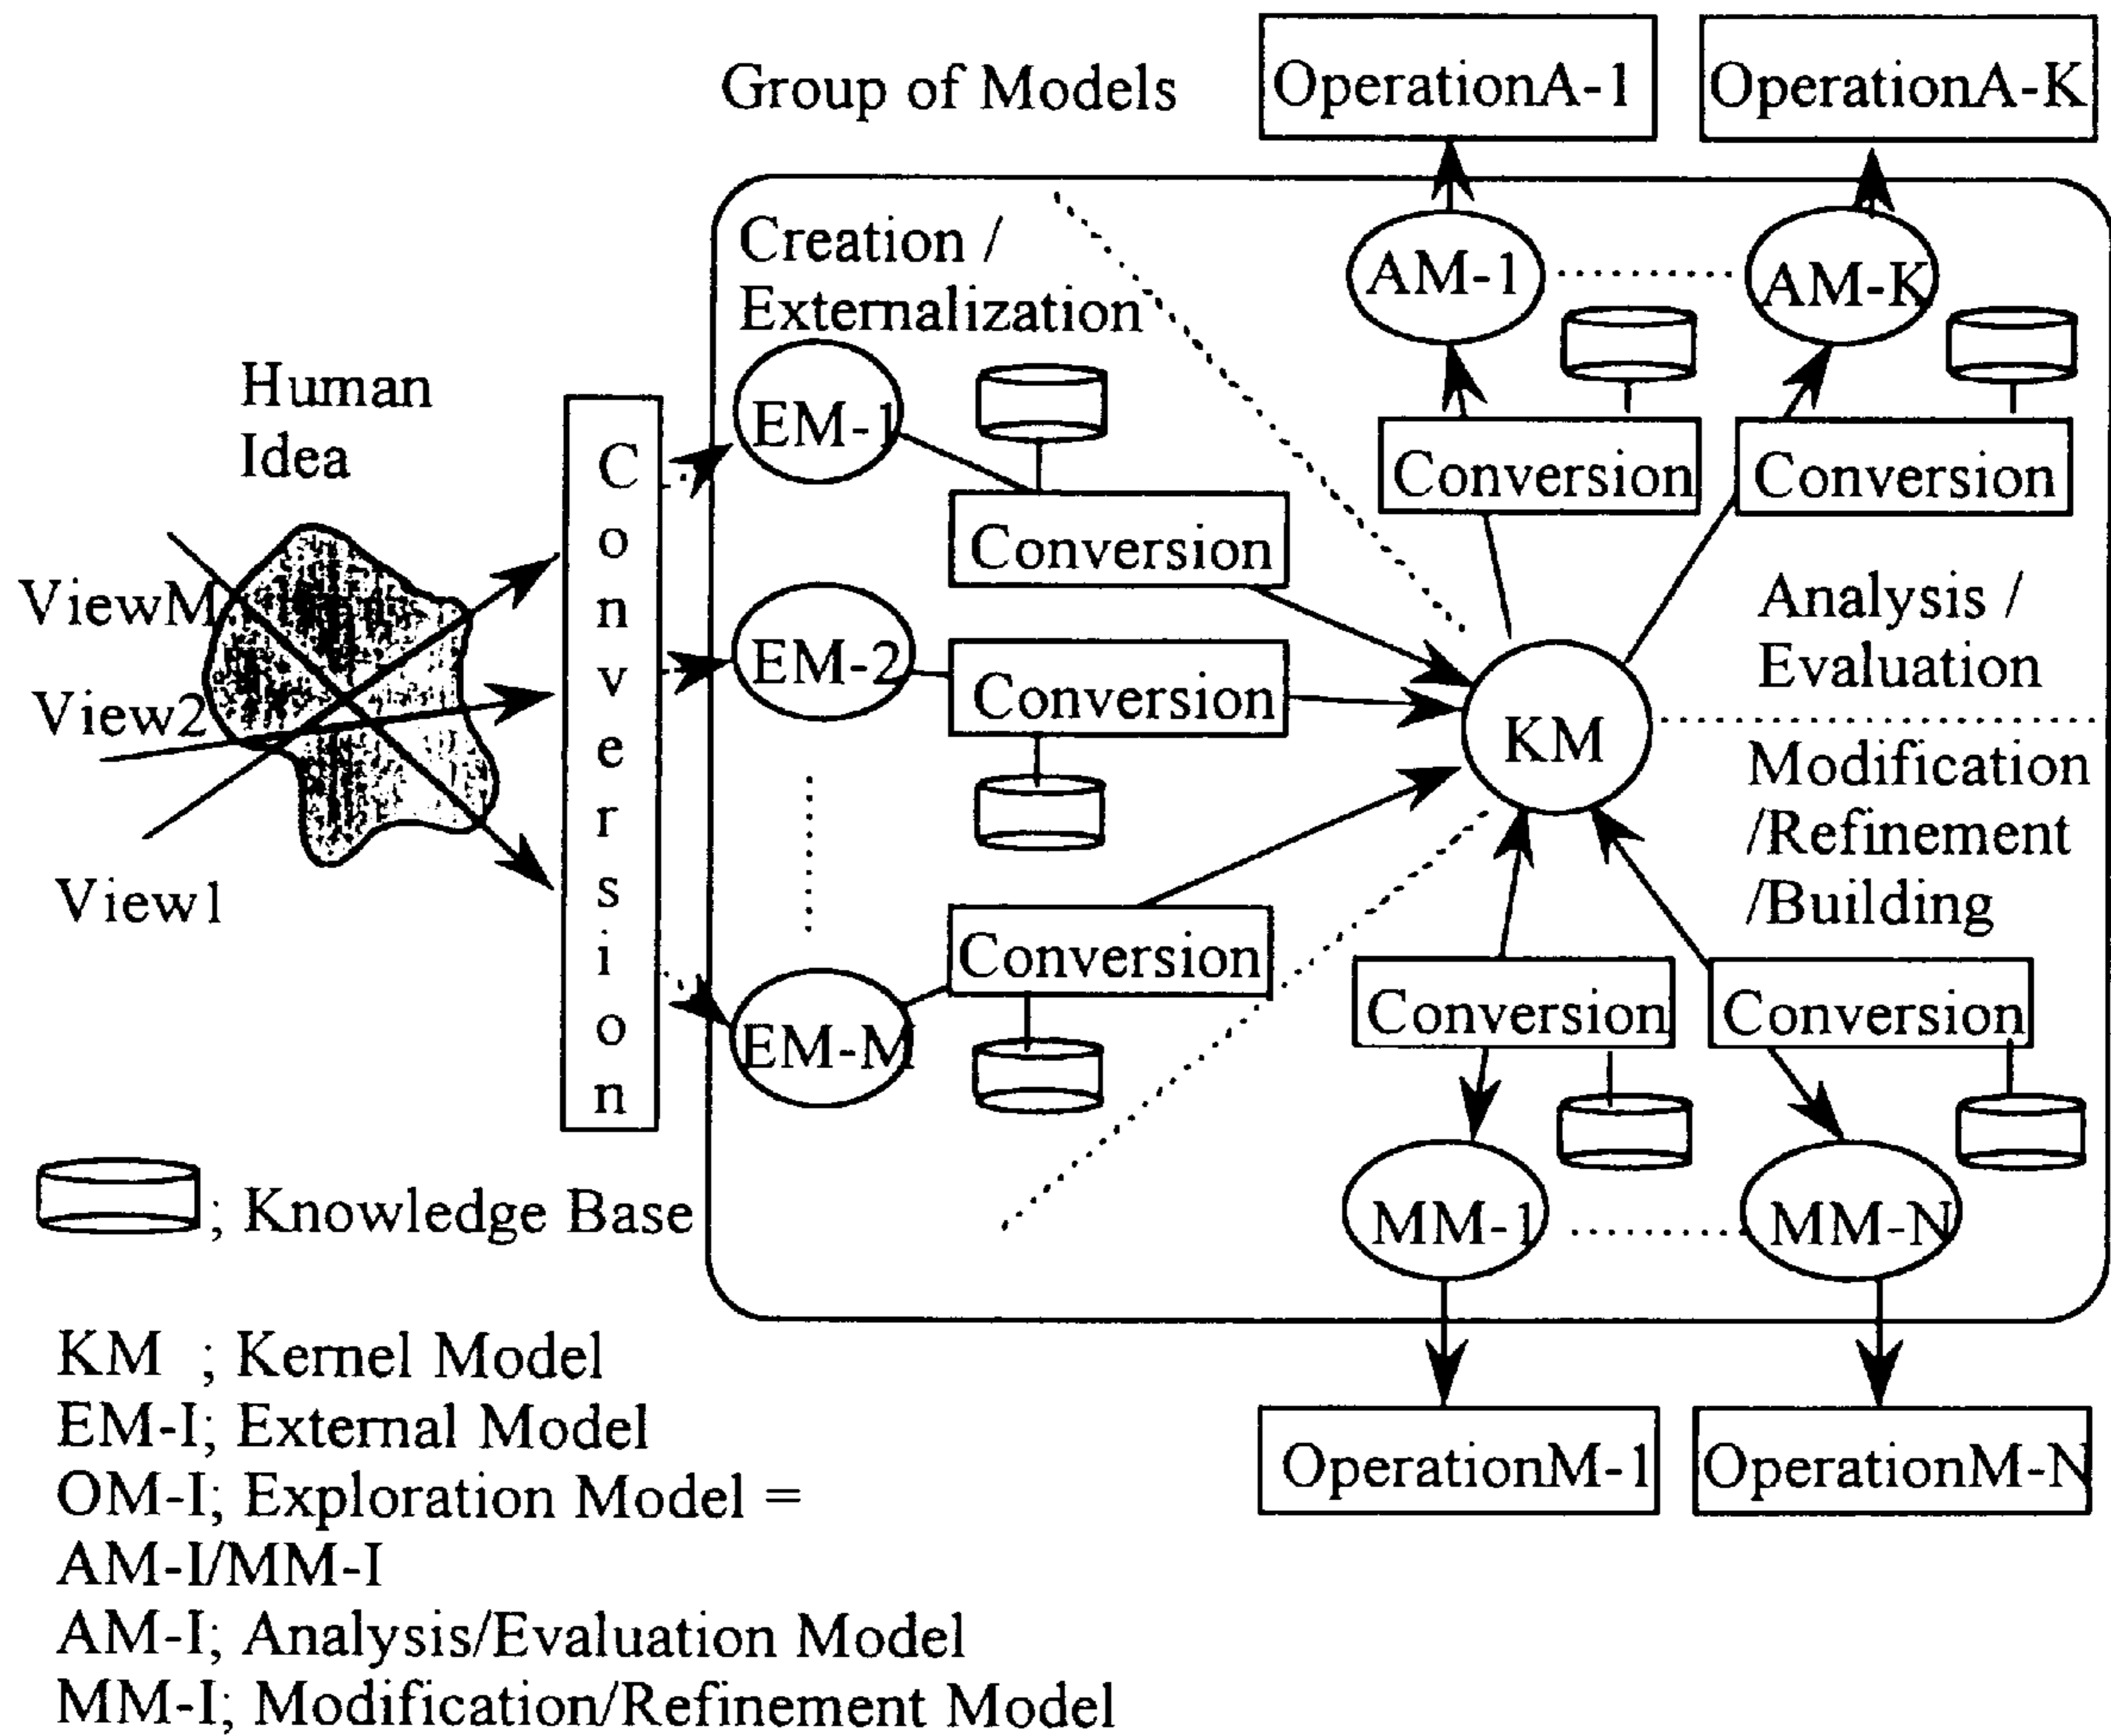 Group of Models
OperationA-1
OperationA-K
Creation /
Externalization
AM-1
AM-K
Human
Idea
EM-1
Conversion
Conversion
Conversion
Conversion
ViewM
View2
View1
EM-2
Conversion
Analysis /
Evaluation
KM
Modification
/Refinement
/Building
EM-M
Conversion
Conversion
Conversion
MM-1
MM-N
; Knowledge Base
OperationM-1
OperationM-N
KM ; Kernel Model
EM-I; External Model
OM-I; Exploration Model =
AM-I/MM-I
AM-I; Analysis/Evaluation Model
MM-I; Modification/Refinement Model